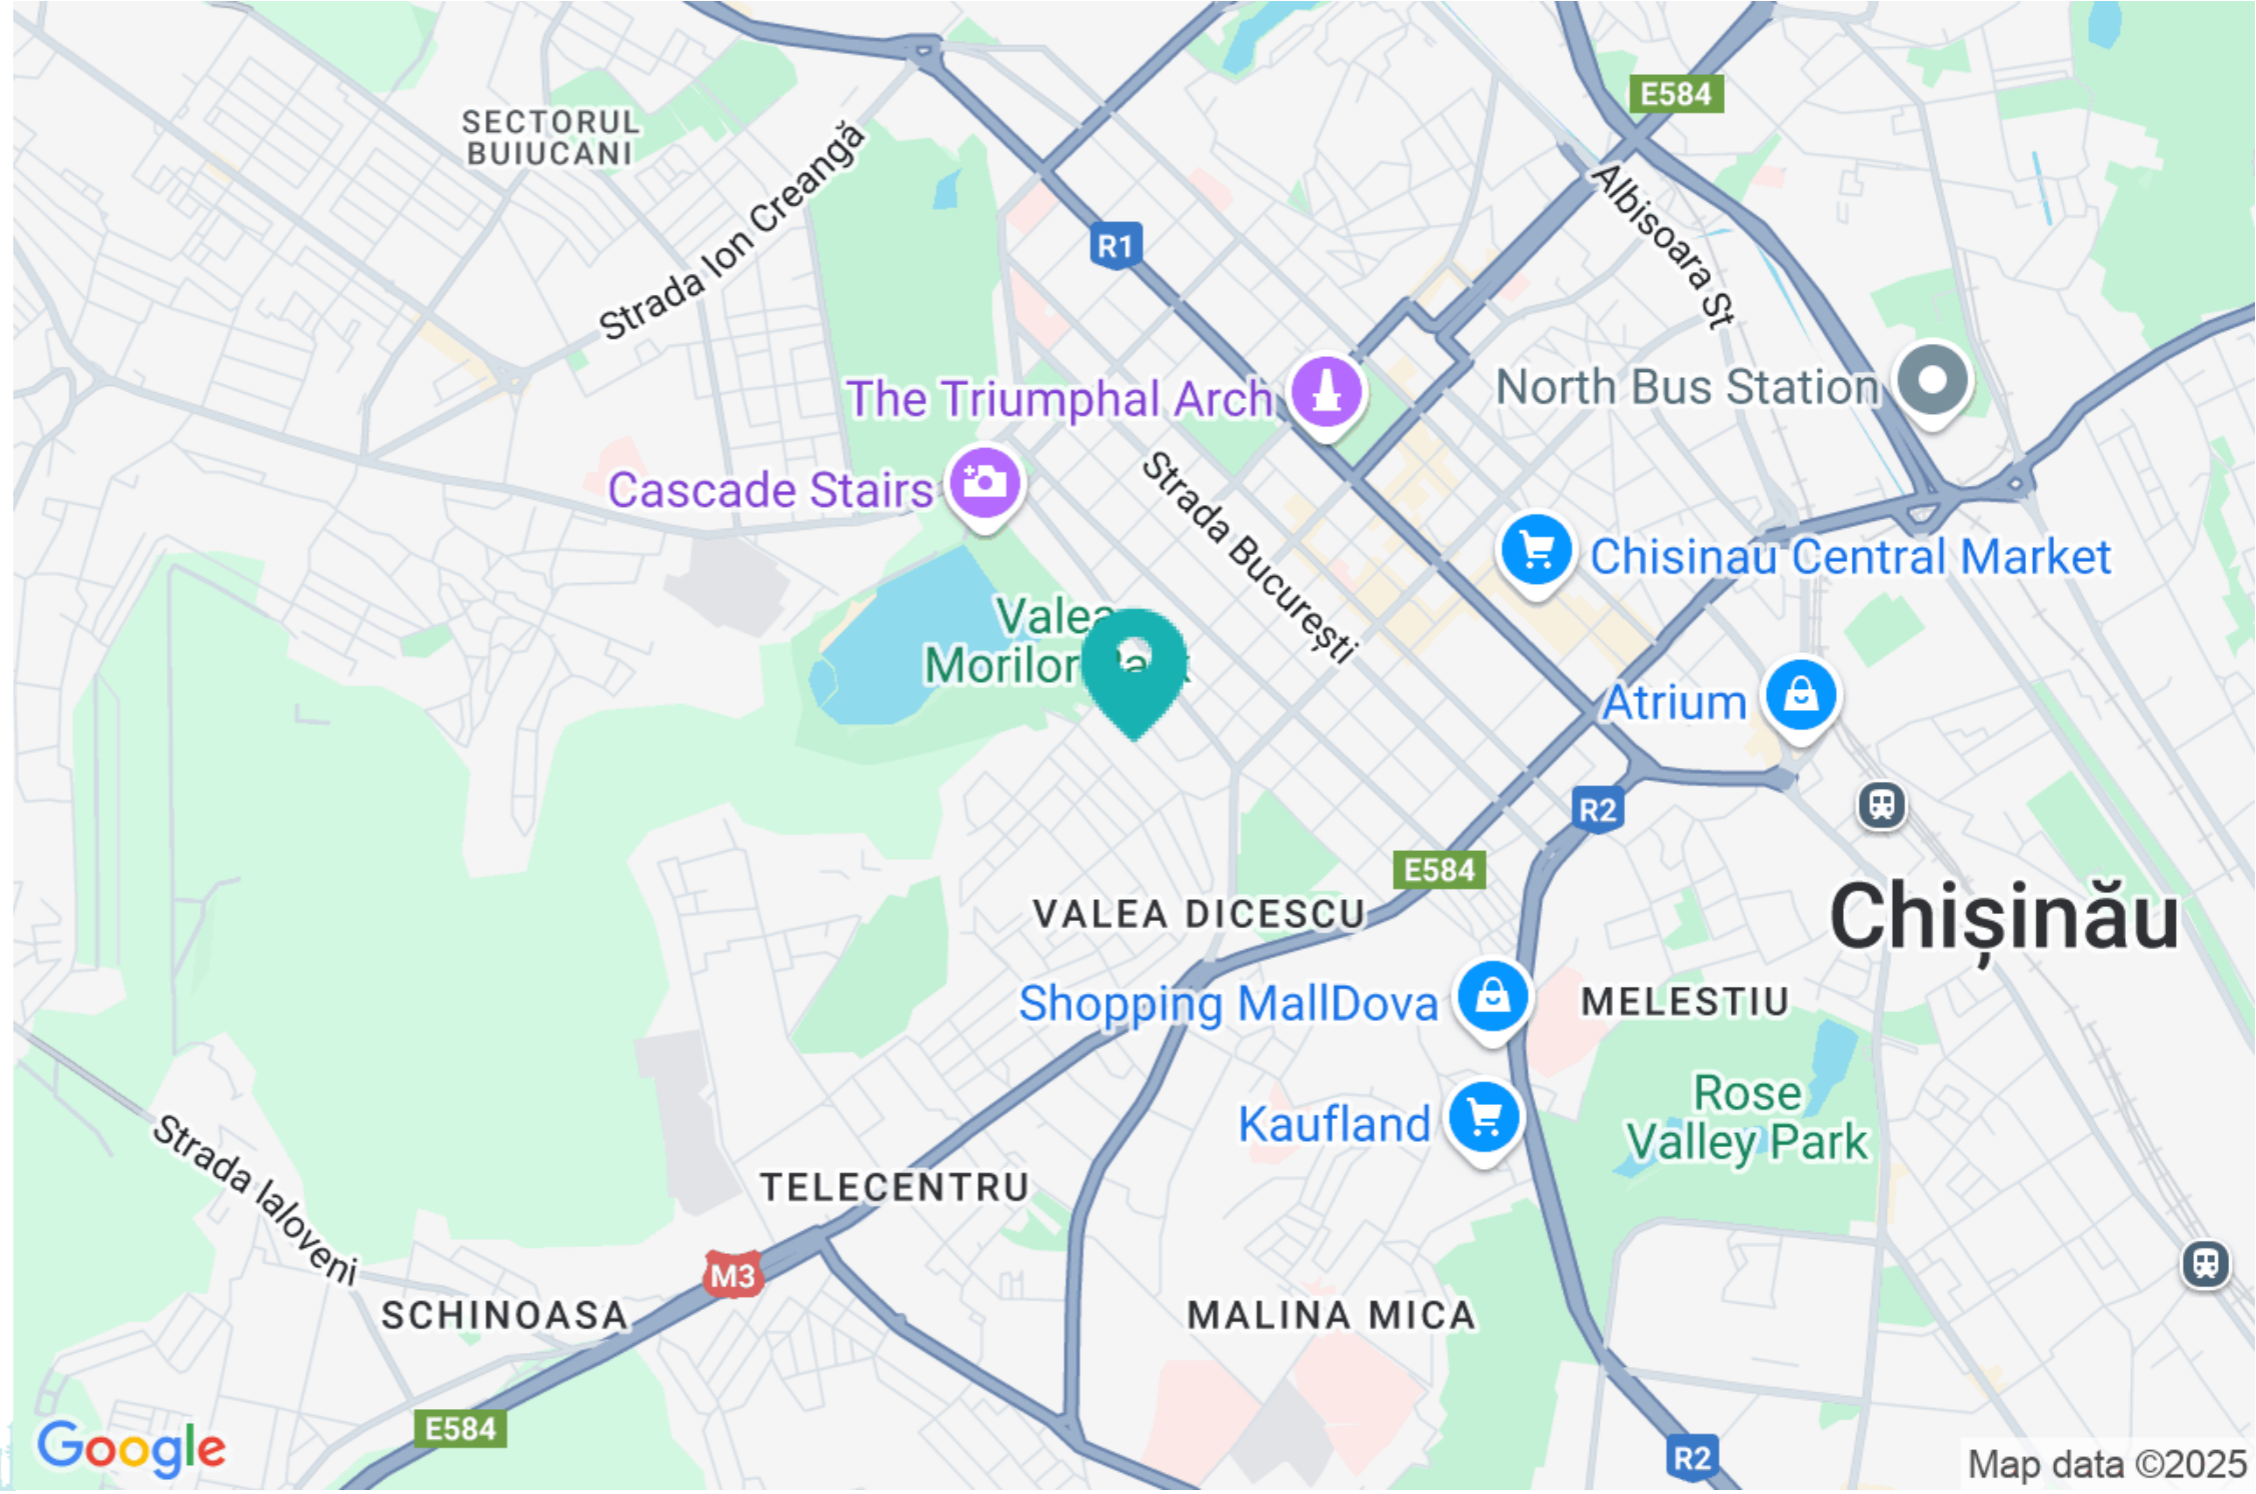 E584
SECTORUL
BUIUCANI
Strada Ion Creangă
Albisoara St
R1
The Triumphal Arch
North Bus Station
Cascade Stairs
Strada București
Chisinau Central Market
Valea
Morilor
Atrium
R2
E584
VALEA DICESCU
Chișinău
Shopping MallDova
MELESTIU
Rose
Valley Park
Kaufland
Strada Ialoveni
TELECENTRU
M3
SCHINOASA
MALINA MICA
E584
Google
R2
Map data ©2025